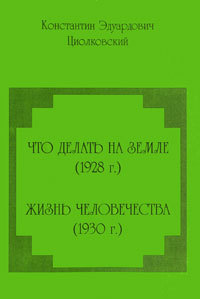 Константин Эдуардович
Циолковский
ЧТО ДЕЛАТЬ НА ЗЕМЛЕ
(1928 г.)
ЖИЗНЬ ЧЕЛОВЕЧЕСТВА
(1930 г.)